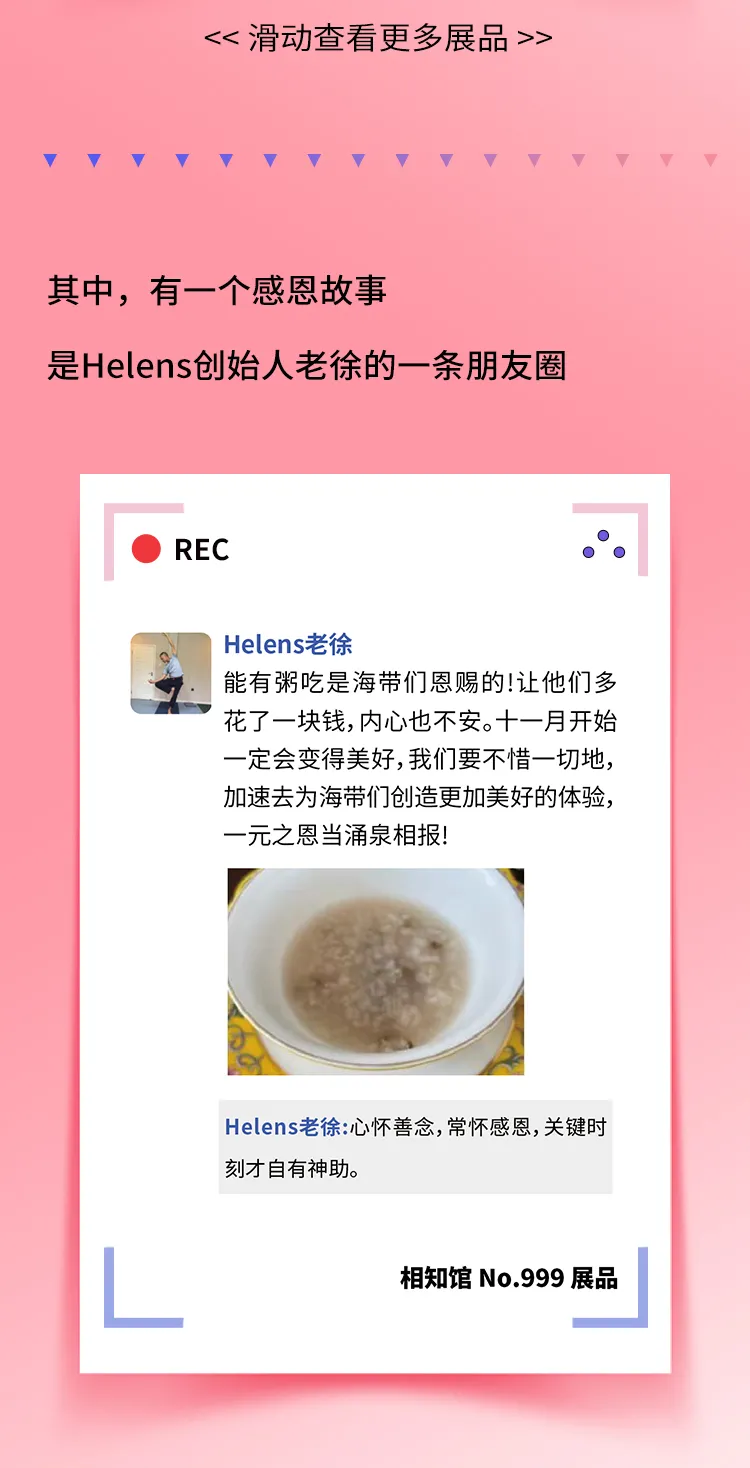 << 滑动查看更多展品 >>
其中，有一个感恩故事
是Helens创始人老徐的一条朋友圈
REC
Helens老徐
能有粥吃是海带们恩赐的!让他们多
花了一块钱,内心也不安。十一月开始
一定会变得美好,我们要不惜一切地,
加速去为海带们创造更加美好的体验,
一元之恩当涌泉相报!
Helens老徐:心怀善念,常怀感恩,关键时
刻才自有神助。
相知馆 No.999 展品